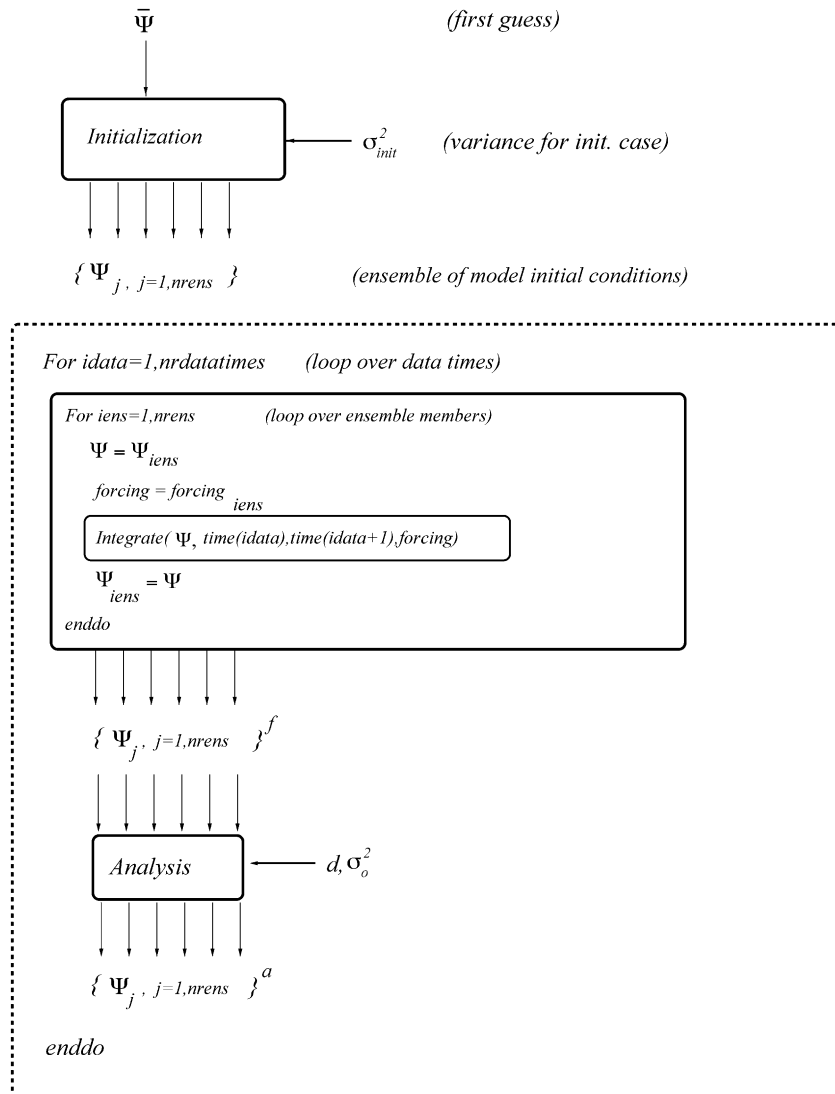 Ψ̄ (first guess)
Initialization
σ²init (variance for init. case)
{ Ψj , j=1,nrens } (ensemble of model initial conditions)
For idata=1,nrdatatimes (loop over data times)
For iens=1,nrens (loop over ensemble members)
Ψ = Ψiens
forcing = forcing iens
Integrate( Ψ, time(idata),time(idata+1),forcing)
Ψiens = Ψ
enddo
{ Ψj , j=1,nrens }f
Analysis
d,σ²o
{ Ψj , j=1,nrens }a
enddo